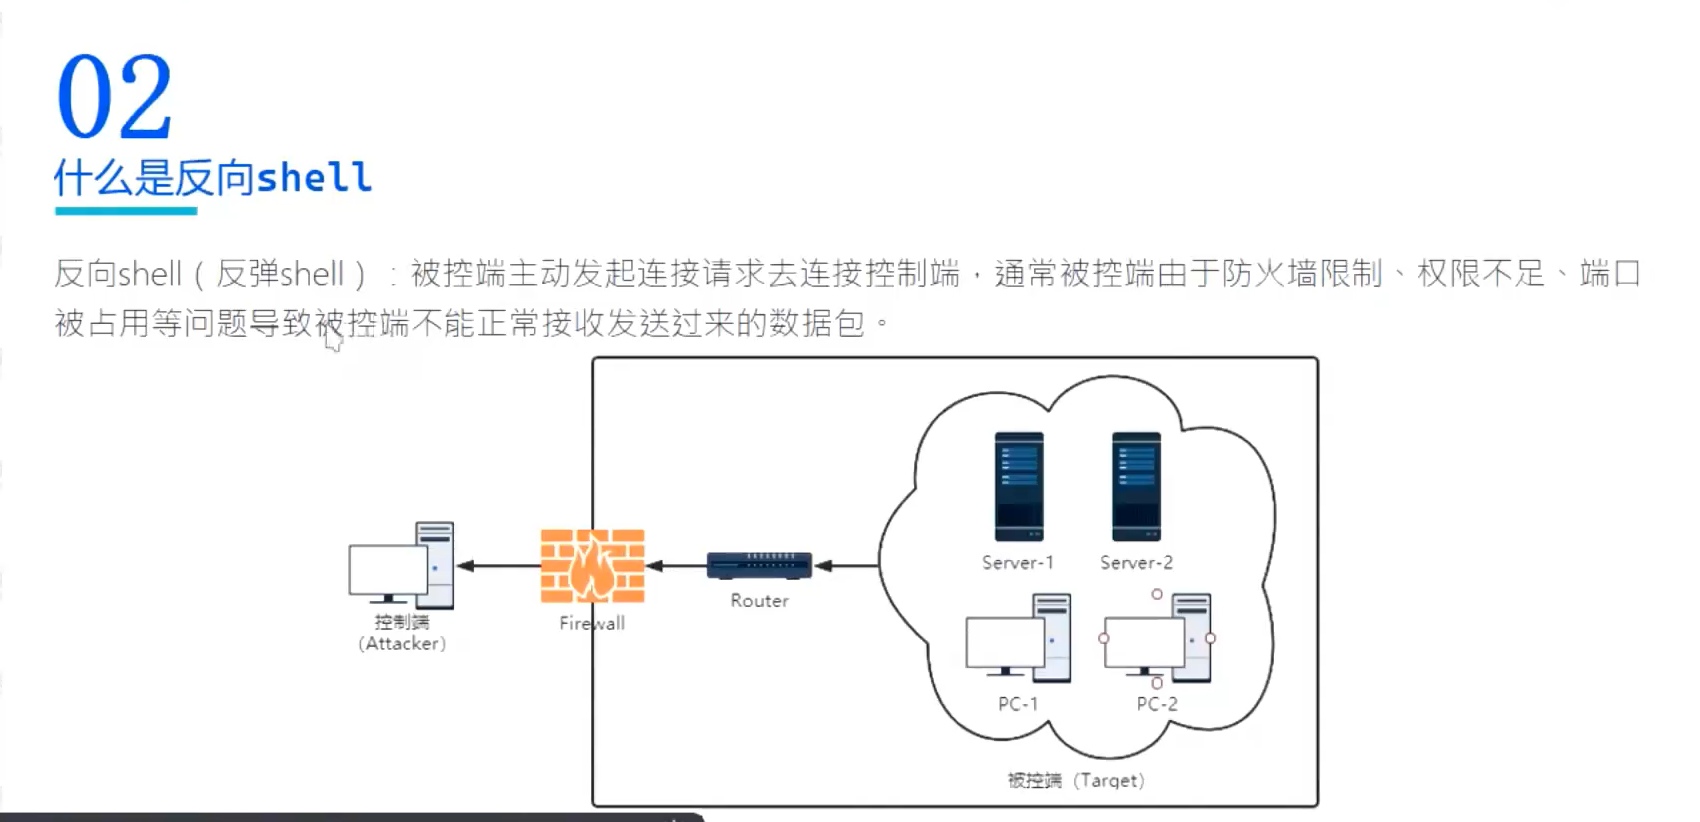 02
什么是反向shell
反向shell（反弹shell）：被控端主动发起连接请求去连接控制端，通常被控端由于防火墙限制、权限不足、端口
被占用等问题导致被控端不能正常接收发送过来的数据包。
Server-1
Server-2
Router
控制端
(Attacker)
Firewall
PC-1
PC-2
被控端 (Target)